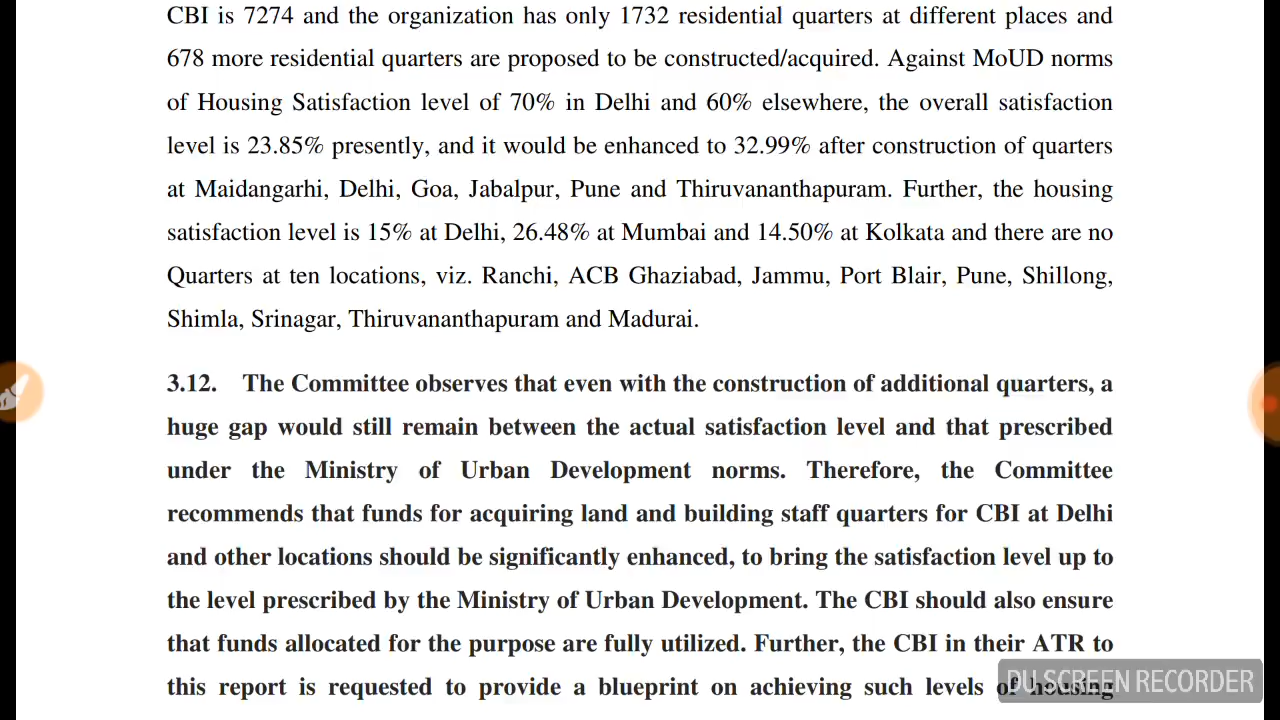 CBI is 7274 and the organization has only 1732 residential quarters at different places and
678 more residential quarters are proposed to be constructed/acquired. Against MoUD norms
of Housing Satisfaction level of 70% in Delhi and 60% elsewhere, the overall satisfaction
level is 23.85% presently, and it would be enhanced to 32.99% after construction of quarters
at Maidangarhi, Delhi, Goa, Jabalpur, Pune and Thiruvananthapuram. Further, the housing
satisfaction level is 15% at Delhi, 26.48% at Mumbai and 14.50% at Kolkata and there are no
Quarters at ten locations, viz. Ranchi, ACB Ghaziabad, Jammu, Port Blair, Pune, Shillong,
Shimla, Srinagar, Thiruvananthapuram and Madurai.
3.12. The Committee observes that even with the construction of additional quarters, a
huge gap would still remain between the actual satisfaction level and that prescribed
under the Ministry of Urban Development norms. Therefore, the Committee
recommends that funds for acquiring land and building staff quarters for CBI at Delhi
and other locations should be significantly enhanced, to bring the satisfaction level up to
the level prescribed by the Ministry of Urban Development. The CBI should also ensure
that funds allocated for the purpose are fully utilized. Further, the CBI in their ATR to
this report is requested to provide a blueprint on achieving such levels of housing
DU SCREEN RECORDER